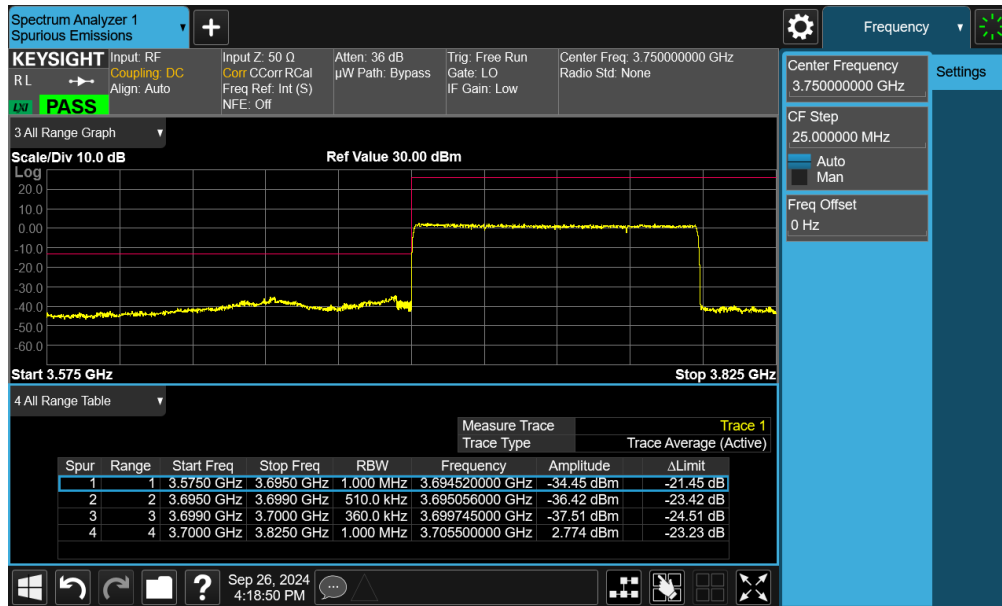 Spectrum Analyzer 1
Spurious Emissions
+
Frequency
KEYSIGHT
R L
LXI
PASS
Input: RF
Coupling: DC
Align: Auto
Input Z: 50 Ω
Corr CCorr RCal
Freq Ref: Int (S)
NFE: Off
Atten: 36 dB
µW Path: Bypass
Trig: Free Run
Gate: LO
IF Gain: Low
Center Freq: 3.750000000 GHz
Radio Std: None
Center Frequency
3.750000000 GHz
Settings
CF Step
25.000000 MHz
Auto
Man
Freq Offset
0 Hz
3 All Range Graph
Scale/Div 10.0 dB
Ref Value 30.00 dBm
Log
20.0
10.0
0.00
-10.0
-20.0
-30.0
-40.0
-50.0
-60.0
Start 3.575 GHz
Stop 3.825 GHz
4 All Range Table
Measure Trace Trace 1
Trace Type Trace Average (Active)
Spur Range Start Freq Stop Freq RBW Frequency Amplitude ΔLimit
1 1 3.5750 GHz 3.6950 GHz 1.000 MHz 3.694520000 GHz -34.45 dBm -21.45 dB
2 2 3.6950 GHz 3.6990 GHz 510.0 kHz 3.695056000 GHz -36.42 dBm -23.42 dB
3 3 3.6990 GHz 3.7000 GHz 360.0 kHz 3.699745000 GHz -37.51 dBm -24.51 dB
4 4 3.7000 GHz 3.8250 GHz 1.000 MHz 3.705500000 GHz 2.774 dBm -23.23 dB
?
Sep 26, 2024
4:18:50 PM